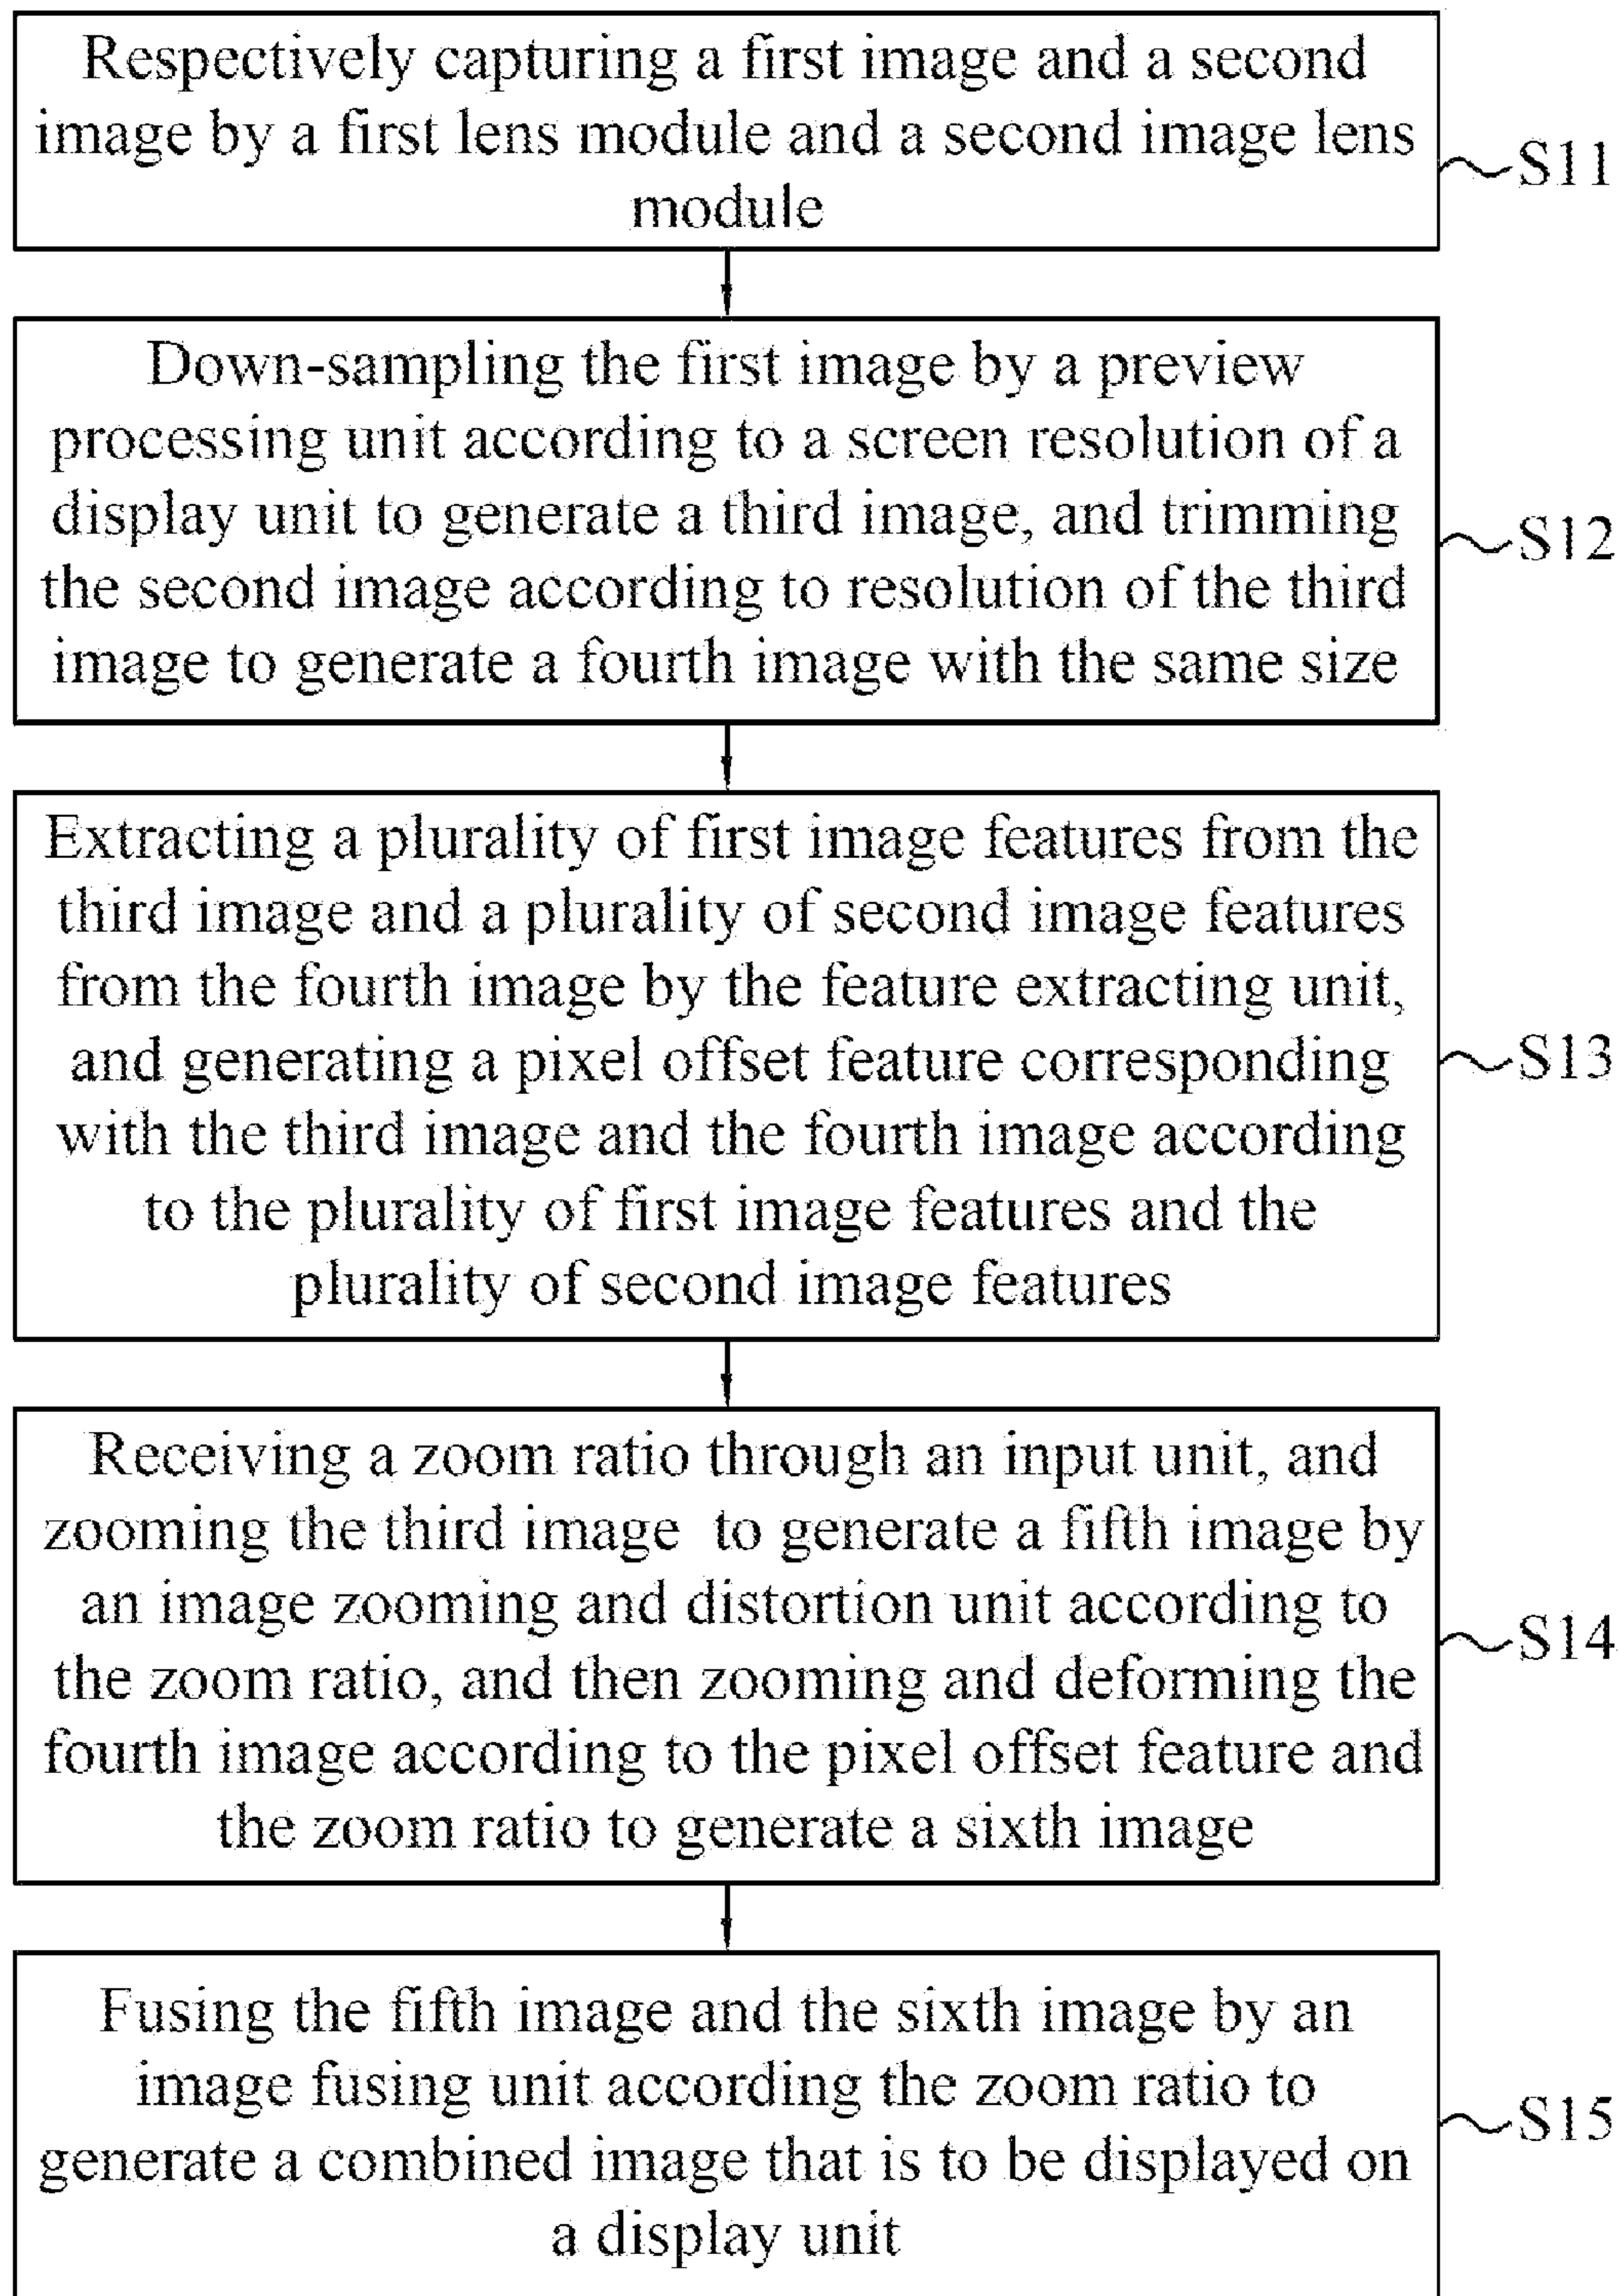 Respectively capturing a first image and a second
image by a first lens module and a second image lens
module
S11
Down-sampling the first image by a preview
processing unit according to a screen resolution of a
display unit to generate a third image, and trimming
the second image according to resolution of the third
image to generate a fourth image with the same size
S12
Extracting a plurality of first image features from the
third image and a plurality of second image features
from the fourth image by the feature extracting unit,
and generating a pixel offset feature corresponding
with the third image and the fourth image according
to the plurality of first image features and the
plurality of second image features
S13
Receiving a zoom ratio through an input unit, and
zooming the third image to generate a fifth image by
an image zooming and distortion unit according to
the zoom ratio, and then zooming and deforming the
fourth image according to the pixel offset feature and
the zoom ratio to generate a sixth image
S14
Fusing the fifth image and the sixth image by an
image fusing unit according the zoom ratio to
generate a combined image that is to be displayed on
a display unit
S15